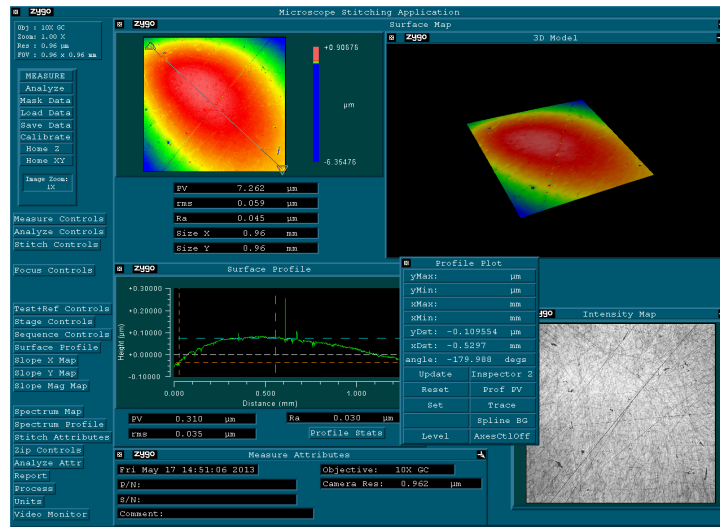 zygo Microscope Stitching Application
Obj : 10X GC
Zoom: 1.00 X
Res : 0.96 µm
FOV : 0.96 x 0.96 mm
MEASURE
Analyze
Mask Data
Load Data
Save Data
Calibrate
Home Z
Home XY
Image Zoom:
1X
Measure Controls
Analyze Controls
Stitch Controls
Focus Controls
Test+Ref Controls
Stage Controls
Sequence Controls
Surface Profile
Slope X Map
Slope Y Map
Slope Mag Map
Spectrum Map
Spectrum Profile
Stitch Attributes
Zip Controls
Analyze Attr
Report
Process
Units
Video Monitor
zygo Surface Map
+0.90675
µm
-6.35476
PV 7.262 µm
rms 0.059 µm
Ra 0.045 µm
Size X 0.96 mm
Size Y 0.96 mm
zygo 3D Model
zygo Surface Profile
Height (µm)
+0.30000
+0.20000
+0.10000
+0.00000
-0.10000
0.000 0.500 1.000
Distance (mm)
PV 0.310 µm Ra 0.030 µm
rms 0.035 µm Profile Stats
Profile Plot
yMax: µm
yMin: µm
xMax: mm
xMin: mm
yDst: -0.109554 µm
xDst: -0.5297 mm
angle: -179.988 degs
Update Inspector 2
Reset Prof PV
Set Trace
Spline BG
Level AxesCtlOff
zygo Intensity Map
zygo Measure Attributes
Fri May 17 14:51:06 2013 Objective: 10X GC
P/N: Camera Res: 0.962 µm
S/N:
Comment: